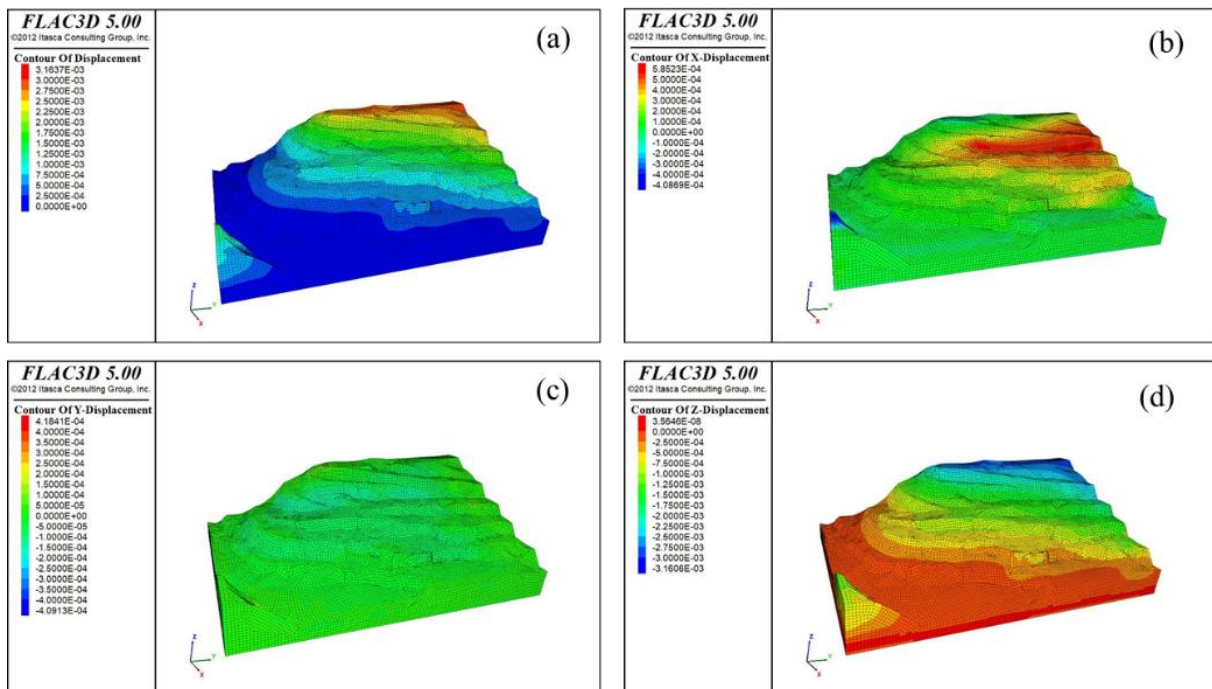 FLAC3D 5.00
©2012 Itasca Consulting Group, Inc.
Contour Of Displacement
3.1637E-03
3.0000E-03
2.7500E-03
2.5000E-03
2.2500E-03
2.0000E-03
1.7500E-03
1.5000E-03
1.2500E-03
1.0000E-03
7.5000E-04
5.0000E-04
2.5000E-04
0.0000E+00
(a)
Z
Y
X
FLAC3D 5.00
©2012 Itasca Consulting Group, Inc.
Contour Of X-Displacement
5.8523E-04
5.0000E-04
4.0000E-04
3.0000E-04
2.0000E-04
1.0000E-04
0.0000E+00
-1.0000E-04
-2.0000E-04
-3.0000E-04
-4.0000E-04
-4.0869E-04
(b)
Z
Y
X
FLAC3D 5.00
©2012 Itasca Consulting Group, Inc.
Contour Of Y-Displacement
4.1841E-04
4.0000E-04
3.5000E-04
3.0000E-04
2.5000E-04
2.0000E-04
1.5000E-04
1.0000E-04
5.0000E-05
0.0000E+00
-5.0000E-05
-1.0000E-04
-1.5000E-04
-2.0000E-04
-2.5000E-04
-3.0000E-04
-3.5000E-04
-4.0000E-04
-4.0913E-04
(c)
Z
Y
X
FLAC3D 5.00
©2012 Itasca Consulting Group, Inc.
Contour Of Z-Displacement
3.5646E-08
0.0000E+00
-2.5000E-04
-5.0000E-04
-7.5000E-04
-1.0000E-03
-1.2500E-03
-1.5000E-03
-1.7500E-03
-2.0000E-03
-2.2500E-03
-2.5000E-03
-2.7500E-03
-3.0000E-03
-3.1606E-03
(d)
Z
Y
X